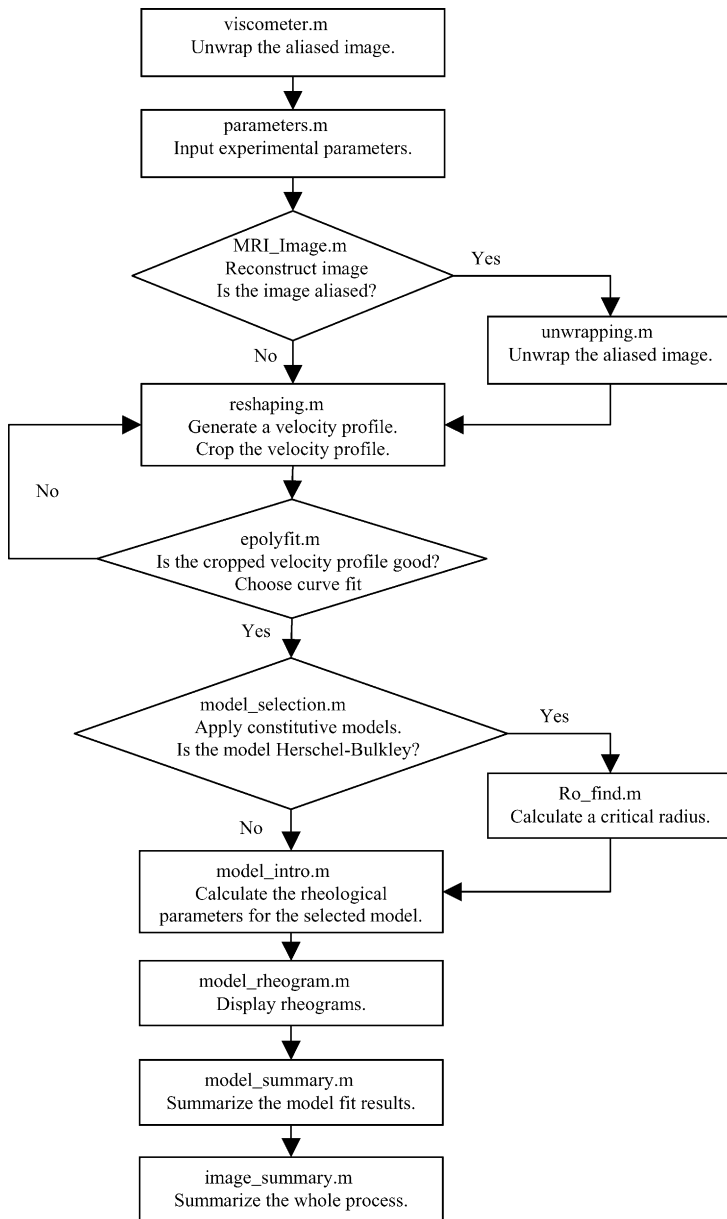 viscometer.m
Unwrap the aliased image.
parameters.m
Input experimental parameters.
MRI_Image.m
Reconstruct image
Is the image aliased?
Yes
unwrapping.m
Unwrap the aliased image.
No
reshaping.m
Generate a velocity profile.
Crop the velocity profile.
No
epolyfit.m
Is the cropped velocity profile good?
Choose curve fit
Yes
model_selection.m
Apply constitutive models.
Is the model Herschel-Bulkley?
Yes
Ro_find.m
Calculate a critical radius.
No
model_intro.m
Calculate the rheological
parameters for the selected model.
model_rheogram.m
Display rheograms.
model_summary.m
Summarize the model fit results.
image_summary.m
Summarize the whole process.